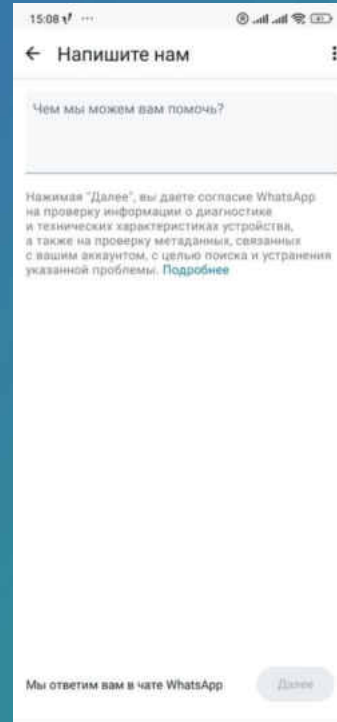 15:08
← Напишите нам
Чем мы можем вам помочь?
Нажимая "Далее", вы даете согласие WhatsApp
на проверку информации о диагностике
и технических характеристиках устройства,
а также на проверку метаданных, связанных
с вашим аккаунтом, с целью поиска и устранения
указанной проблемы. Подробнее
Мы ответим вам в чате WhatsApp
Далее